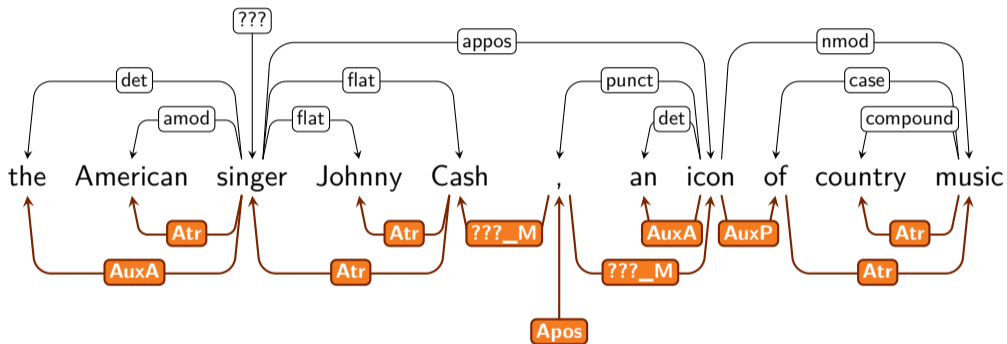 ???
appos nmod
det flat punct case
amod flat det compound
the American singer Johnny Cash , an icon of country music
Atr Atr ???_M AuxA AuxP Atr
AuxA Atr ???_M Atr
Apos